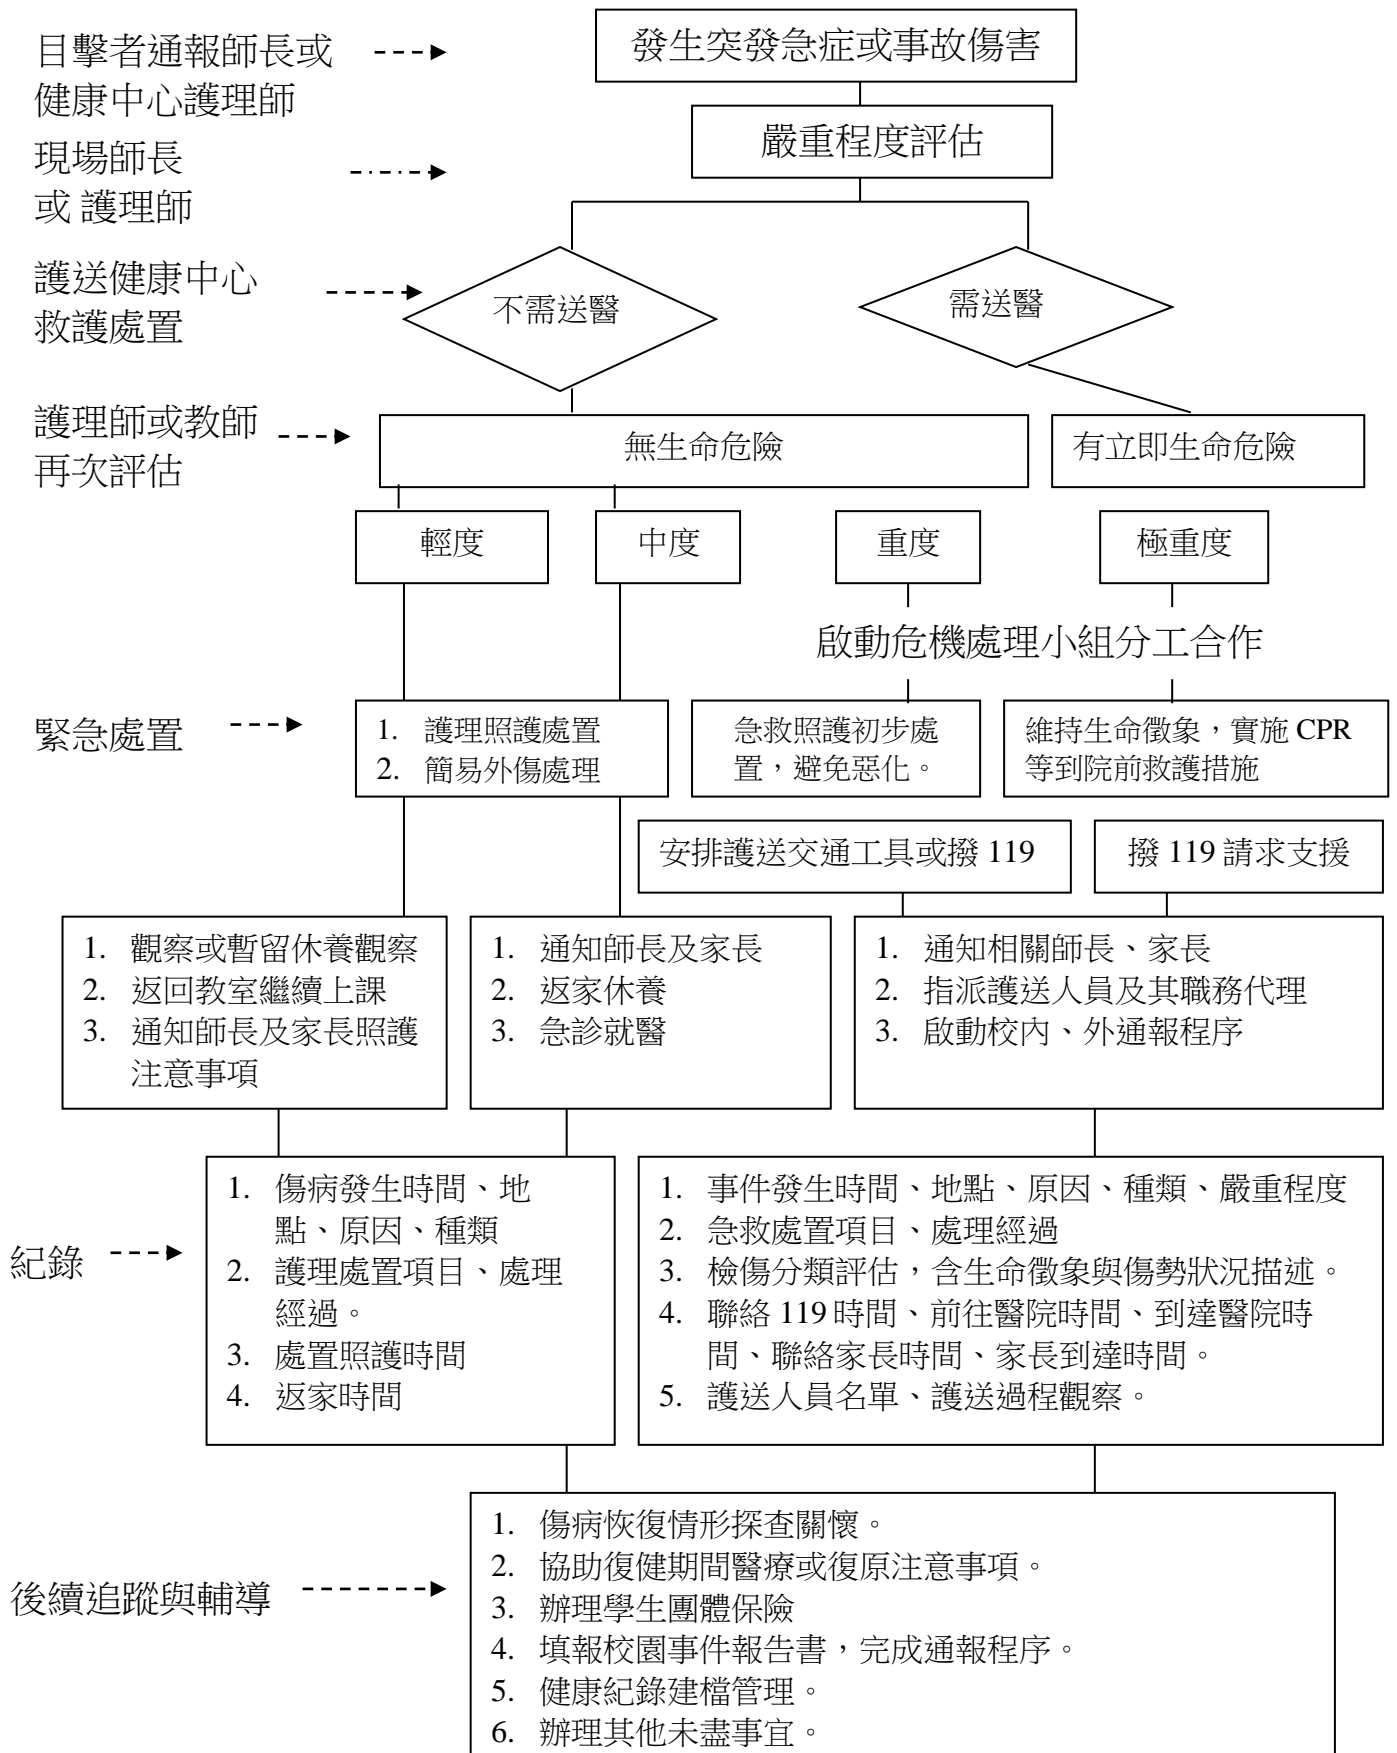 目擊者通報師長或
健康中心護理師
發生突發急症或事故傷害
現場師長
或 護理師
嚴重程度評估
護送健康中心
救護處置
不需送醫
需送醫
護理師或教師
再次評估
無生命危險
有立即生命危險
輕度
中度
重度
極重度
啟動危機處理小組分工合作
緊急處置
1. 護理照護處置
2. 簡易外傷處理
急救照護初步處
置，避免惡化。
維持生命徵象，實施 CPR
等到院前救護措施
安排護送交通工具或撥 119
撥 119 請求支援
1. 觀察或暫留休養觀察
2. 返回教室繼續上課
3. 通知師長及家長照護
注意事項
1. 通知師長及家長
2. 返家休養
3. 急診就醫
1. 通知相關師長、家長
2. 指派護送人員及其職務代理
3. 啟動校內、外通報程序
紀錄
1. 傷病發生時間、地
點、原因、種類
2. 護理處置項目、處理
經過。
3. 處置照護時間
4. 返家時間
1. 事件發生時間、地點、原因、種類、嚴重程度
2. 急救處置項目、處理經過
3. 檢傷分類評估，含生命徵象與傷勢狀況描述。
4. 聯絡 119 時間、前往醫院時間、到達醫院時
間、聯絡家長時間、家長到達時間。
5. 護送人員名單、護送過程觀察。
後續追蹤與輔導
1. 傷病恢復情形探查關懷。
2. 協助復健期間醫療或復原注意事項。
3. 辦理學生團體保險
4. 填報校園事件報告書，完成通報程序。
5. 健康紀錄建檔管理。
6. 辦理其他未盡事宜。